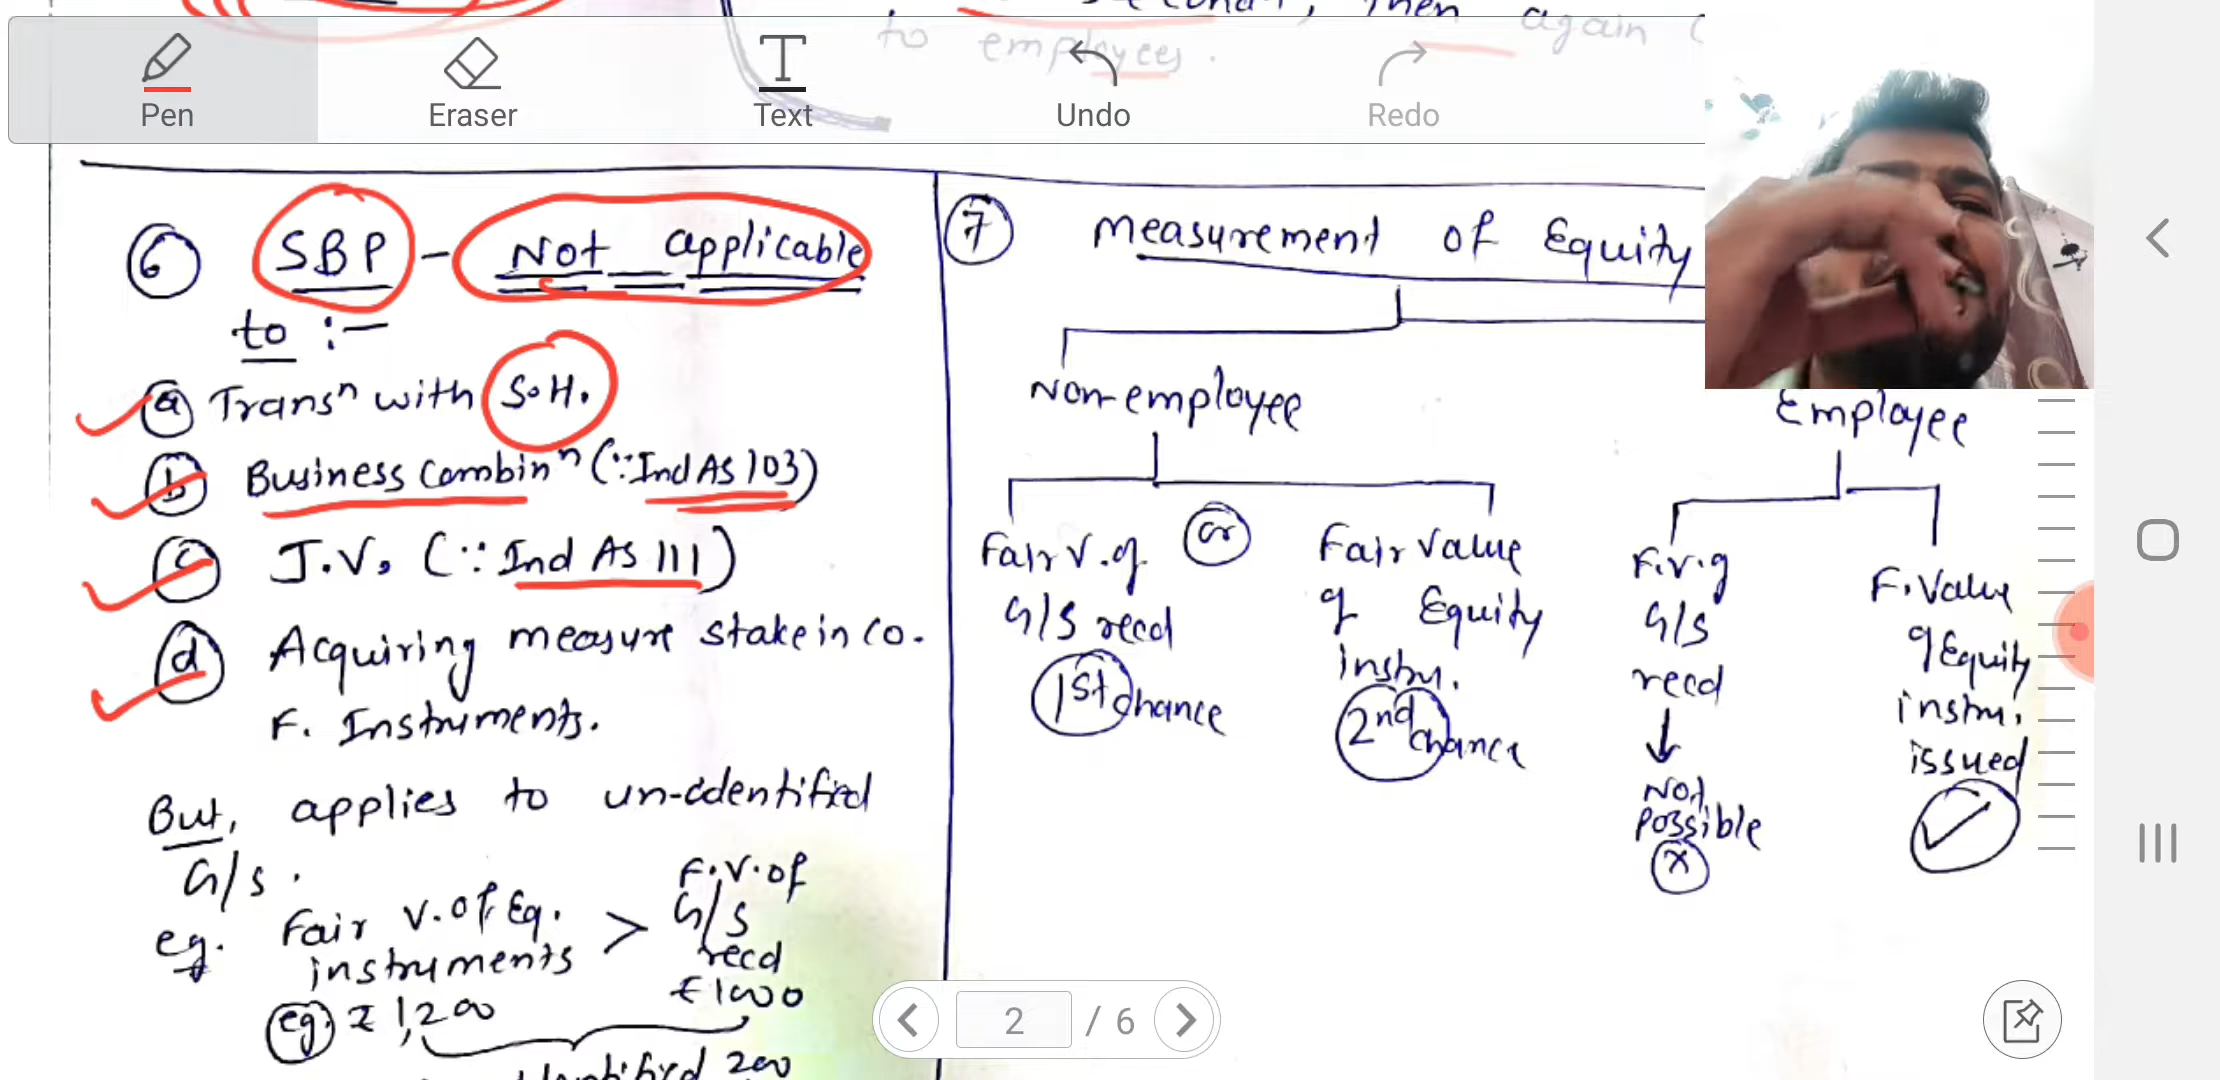 to employees.
again
then
Pen
Eraser
Text
Undo
Redo
6 SBP - Not applicable
to :-
a Transⁿ with S.H.
b Business Combinⁿ (∵ Ind As 103)
c J.V. (∵ Ind As 111)
d Acquiring measure stake in co.
F. Instruments.
But, applies to un-identified
G/s.
eg. Fair V. of Eq.
instruments
>
F.V. of
G/s
recd
₹1000
eg. ₹ 1,200
200
7 Measurement of Equity
Non-employee
Fair V. of
G/s recd
1st chance
or
Fair Value
of Equity
instru.
2nd chance
Employee
F.V. of
G/s
recd
↓
Not
possible
x
F. Value
of Equity
instru.
issued
✓
2 / 6